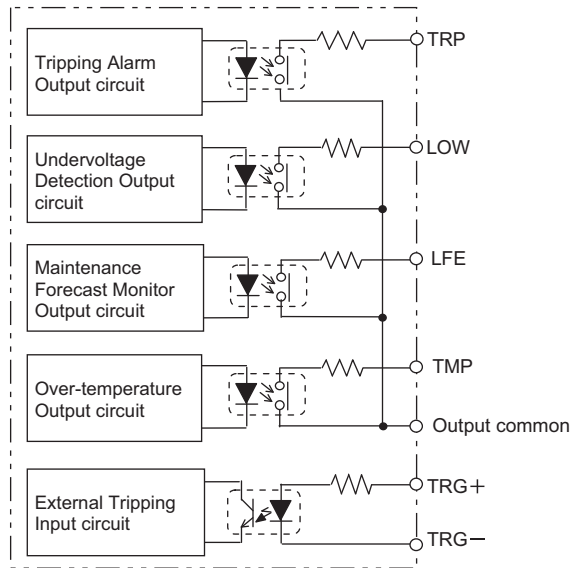 Tripping Alarm
Output circuit
TRP
Undervoltage
Detection Output
circuit
LOW
Maintenance
Forecast Monitor
Output circuit
LFE
Over-temperature
Output circuit
TMP
Output common
External Tripping
Input circuit
TRG+
TRG−